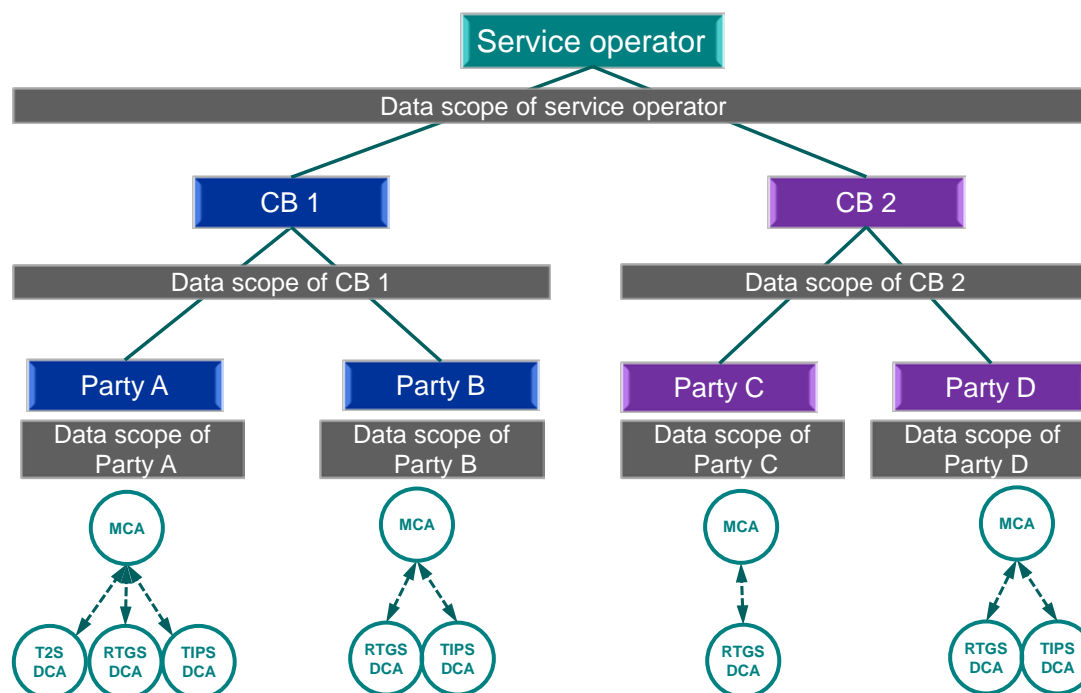 Service operator
Data scope of service operator
CB 1
CB 2
Data scope of CB 1
Data scope of CB 2
Party A
Party B
Party C
Party D
Data scope of
Party A
Data scope of
Party B
Data scope of
Party C
Data scope of
Party D
MCA
MCA
MCA
MCA
T2S
DCA
RTGS
DCA
TIPS
DCA
RTGS
DCA
TIPS
DCA
RTGS
DCA
RTGS
DCA
TIPS
DCA